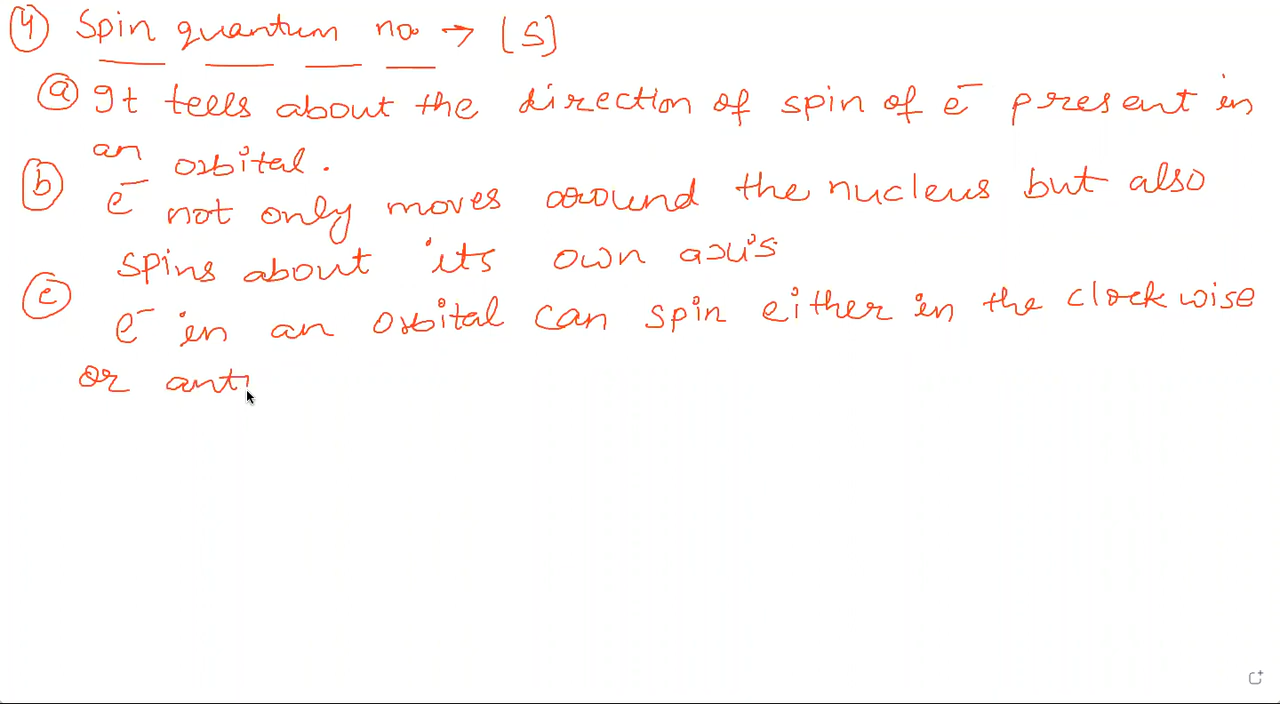 ④ Spin quantum no → [S]
ⓐ It tells about the direction of spin of e⁻ present in
an orbital.
ⓑ e⁻ not only moves around the nucleus but also
spins about its own axis
ⓒ e⁻ in an orbital can spin either in the clockwise
or anti